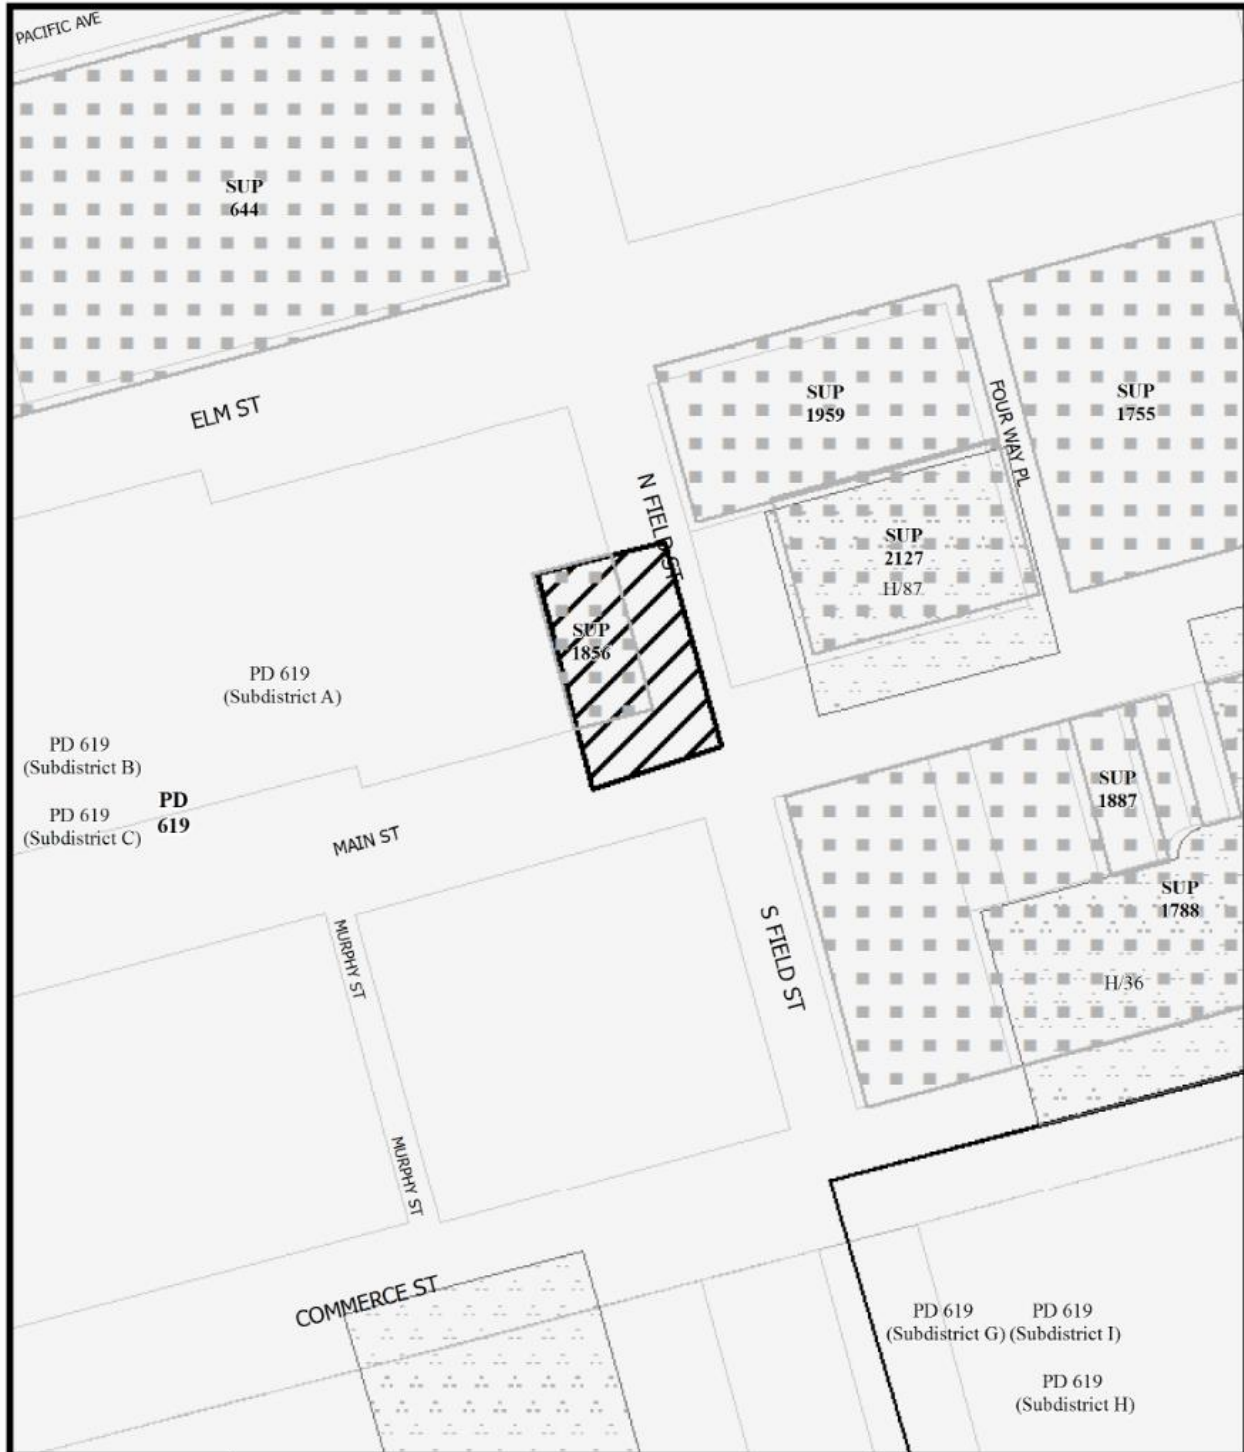 PACIFIC AVE
SUP
644
ELM ST
SUP
1959
FOUR WAY PL
SUP
1755
N FIELD ST
SUP
2127
H/87
SUP
1856
PD 619
(Subdistrict A)
PD 619
(Subdistrict B)
PD
619
PD 619
(Subdistrict C)
MAIN ST
SUP
1887
SUP
1788
H/36
MURPHY ST
S FIELD ST
MURPHY ST
COMMERCE ST
PD 619
(Subdistrict G)
PD 619
(Subdistrict I)
PD 619
(Subdistrict H)